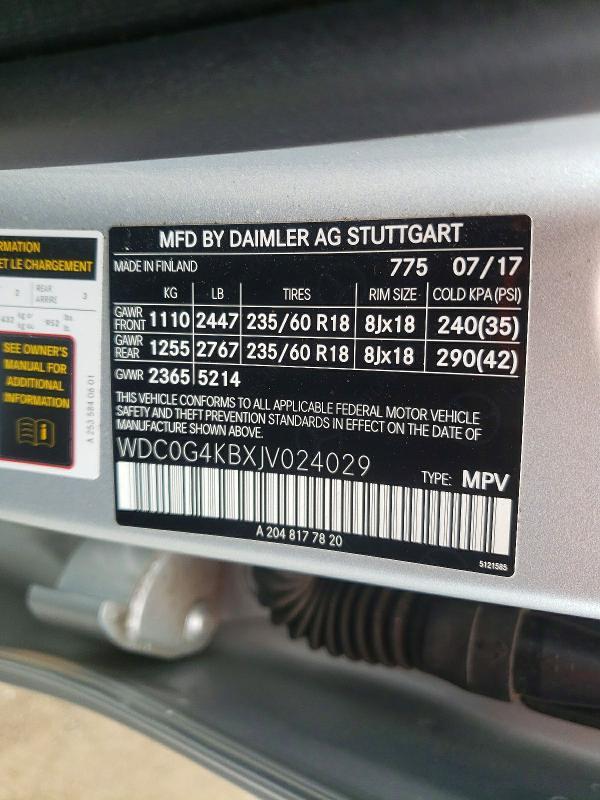 RMATION
ET LE CHARGEMENT
2 REAR 3
ARRIÈRE
952 lbs.
SEE OWNER'S
MANUAL FOR
ADDITIONAL
INFORMATION
A 253 584 06 01
MFD BY DAIMLER AG STUTTGART
MADE IN FINLAND 775 07/17
KG LB TIRES RIM SIZE COLD KPA (PSI)
GAWR FRONT 1110 2447 235/60 R18 8Jx18 240(35)
GAWR REAR 1255 2767 235/60 R18 8Jx18 290(42)
GVWR 2365 5214
THIS VEHICLE CONFORMS TO ALL APPLICABLE FEDERAL MOTOR VEHICLE
SAFETY AND THEFT PREVENTION STANDARDS IN EFFECT ON THE DATE OF
MANUFACTURE SHOWN ABOVE.
WDC0G4KBXJV024029 TYPE: MPV
A 204 817 78 20
5121585